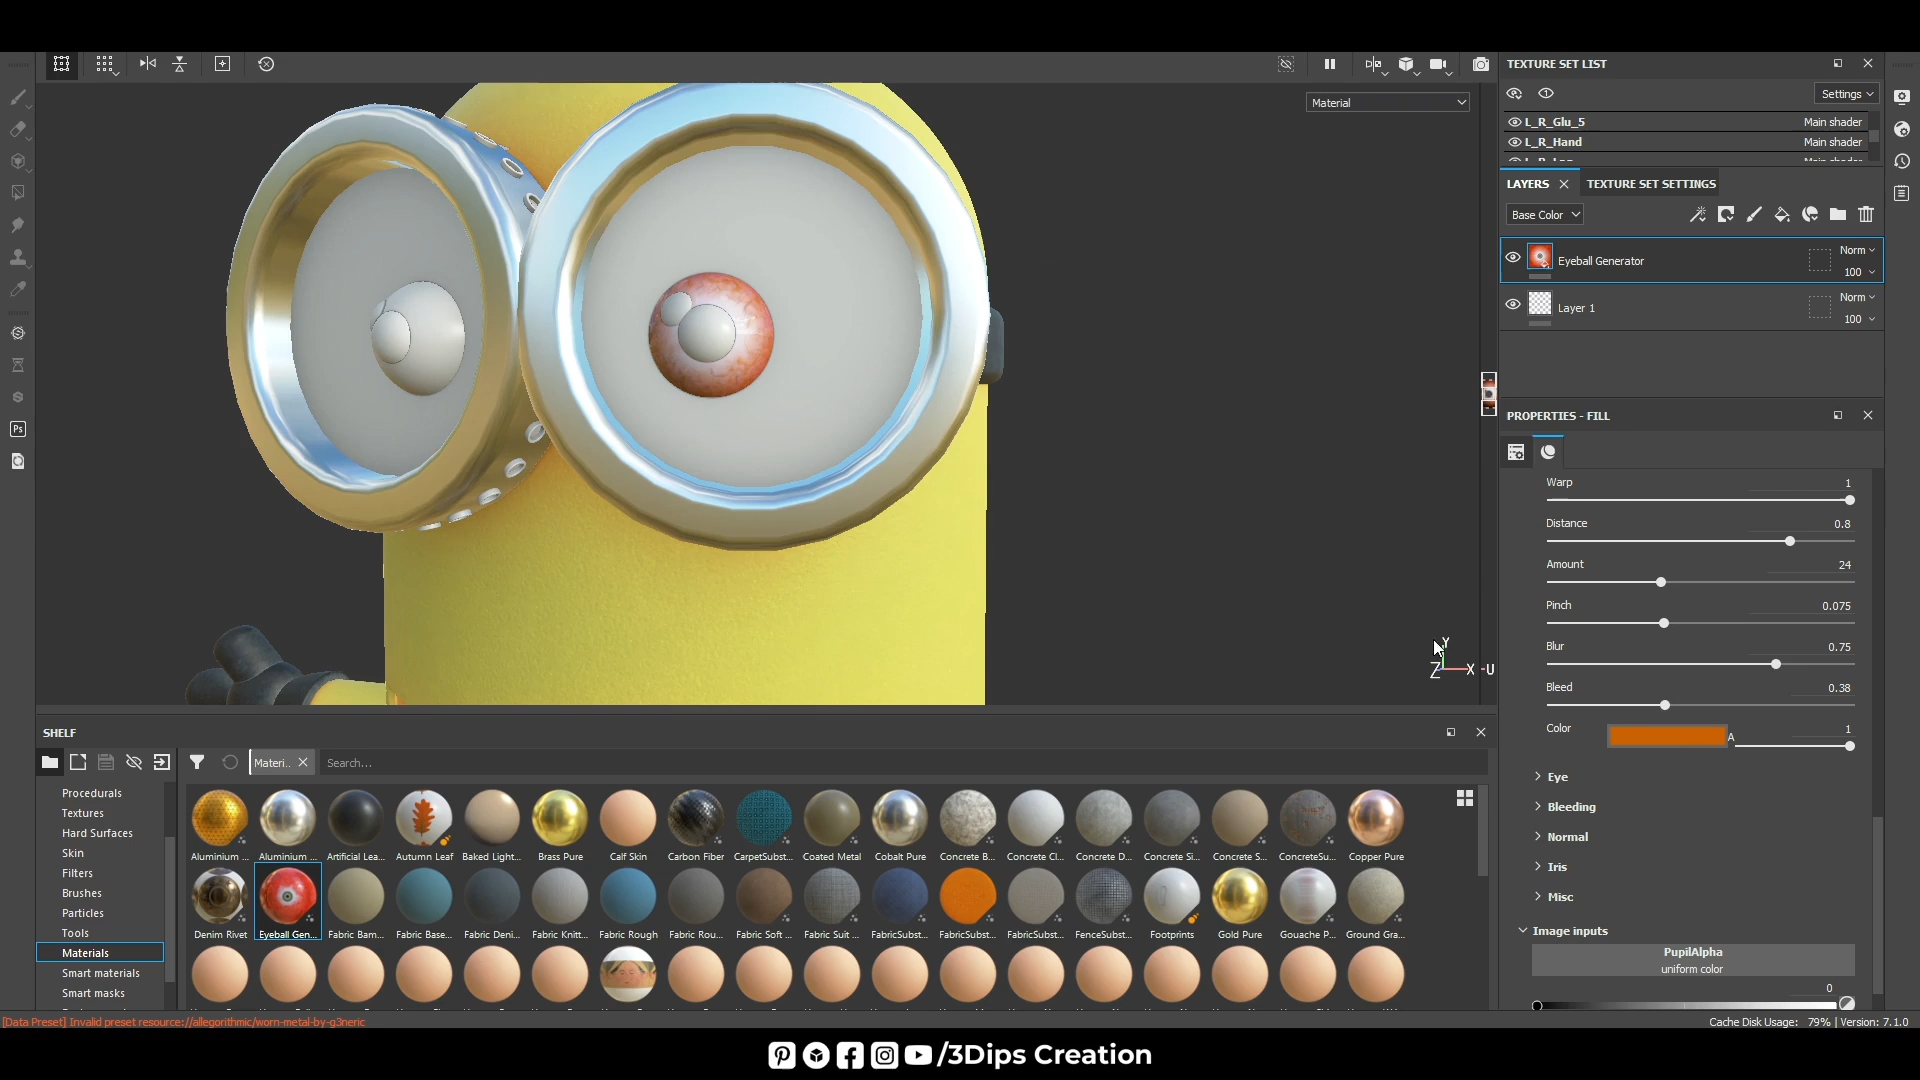 TEXTURE SET LIST
Settings
Material
L_R_Glu_5 Main shader
L_R_Hand Main shader
LAYERS TEXTURE SET SETTINGS
Base Color
Norm
Eyeball Generator
100
Norm
Layer 1
100
PROPERTIES - FILL
Warp 1
Distance 0.8
Amount 24
Pinch 0.075
Blur 0.75
Bleed 0.38
Color A 1
Eye
Bleeding
Normal
Iris
Misc
Image inputs
PupilAlpha
uniform color
0
Y
Z X -U
Ps
SHELF
Materi.. Search...
Procedurals
Textures
Hard Surfaces
Skin
Filters
Brushes
Particles
Tools
Materials
Smart materials
Smart masks
Aluminium ... Aluminium ... Artificial Lea... Autumn Leaf Baked Light... Brass Pure Calf Skin Carbon Fiber CarpetSubst... Coated Metal Cobalt Pure Concrete B... Concrete Cl... Concrete D... Concrete Si... Concrete S... ConcreteSu... Copper Pure
Denim Rivet Eyeball Gen... Fabric Bam... Fabric Base... Fabric Deni... Fabric Knitt... Fabric Rough Fabric Rou... Fabric Soft ... Fabric Suit ... FabricSubst... FabricSubst... FabricSubst... FenceSubst... Footprints Gold Pure Gouache P... Ground Gra...
[Data Preset] Invalid preset resource://allegorithmic/worn-metal-by-g3neric
Cache Disk Usage: 79% | Version: 7.1.0
/3Dips Creation